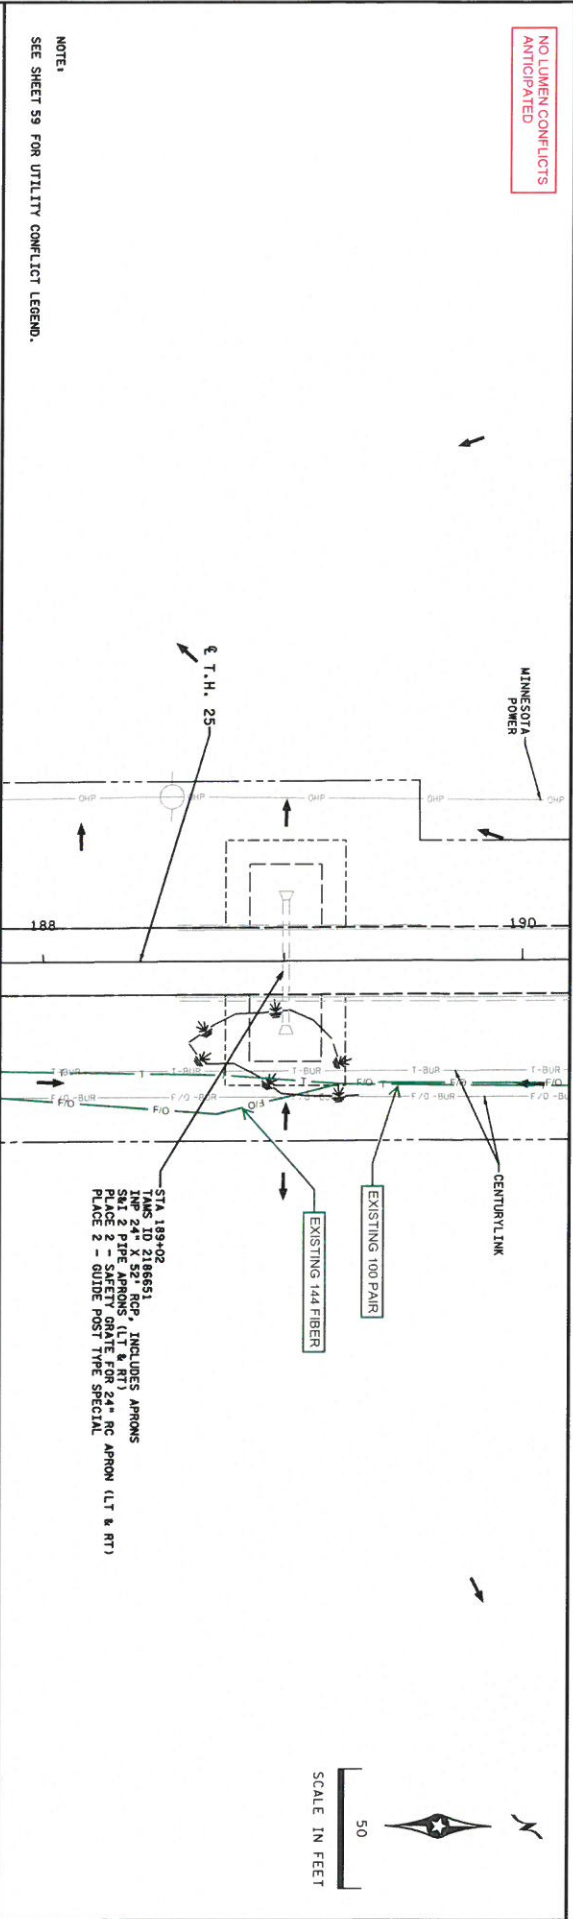 NO LUMEN CONFLICTS
ANTICIPATED
NOTE:
SEE SHEET 59 FOR UTILITY CONFLICT LEGEND.
MINNESOTA
POWER
℄ T.H. 25
OHP
OHP
OHP
OHP
OHP
188
190
T-BUR
T-BUR
T-BUR
T-BUR
T
T
T
F/O
F/O
F/O
F/O-BUR
F/O-BUR
F/O-BUR
F/O-BU
F/O
F/O
F/O
CENTURYLINK
EXISTING 100 PAIR
EXISTING 144 FIBER
STA 189+02
TAMS ID 2186651
INP 24" X 52' RCP, INCLUDES APRONS
S&I 2 PIPE APRONS (LT & RT)
PLACE 2 - SAFETY GRATE FOR 24" RC APRON (LT & RT)
PLACE 2 - GUIDE POST TYPE SPECIAL
N
50
SCALE IN FEET